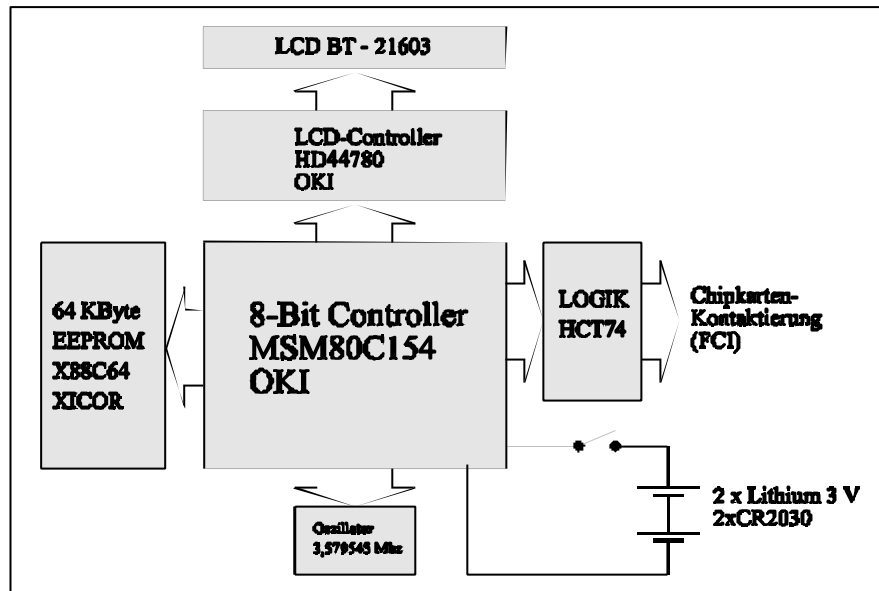 LCD BT - 21603
LCD-Controller
HD44780
OKI
64 KByte
EEPROM
X88C64
XICOR
8-Bit Controller
MSM80C154
OKI
LOGIK
HCT74
Chipkarten-
Kontaktierung
(FCI)
Oszillator
3,579545 Mhz
2 x Lithium 3 V
2xCR2030